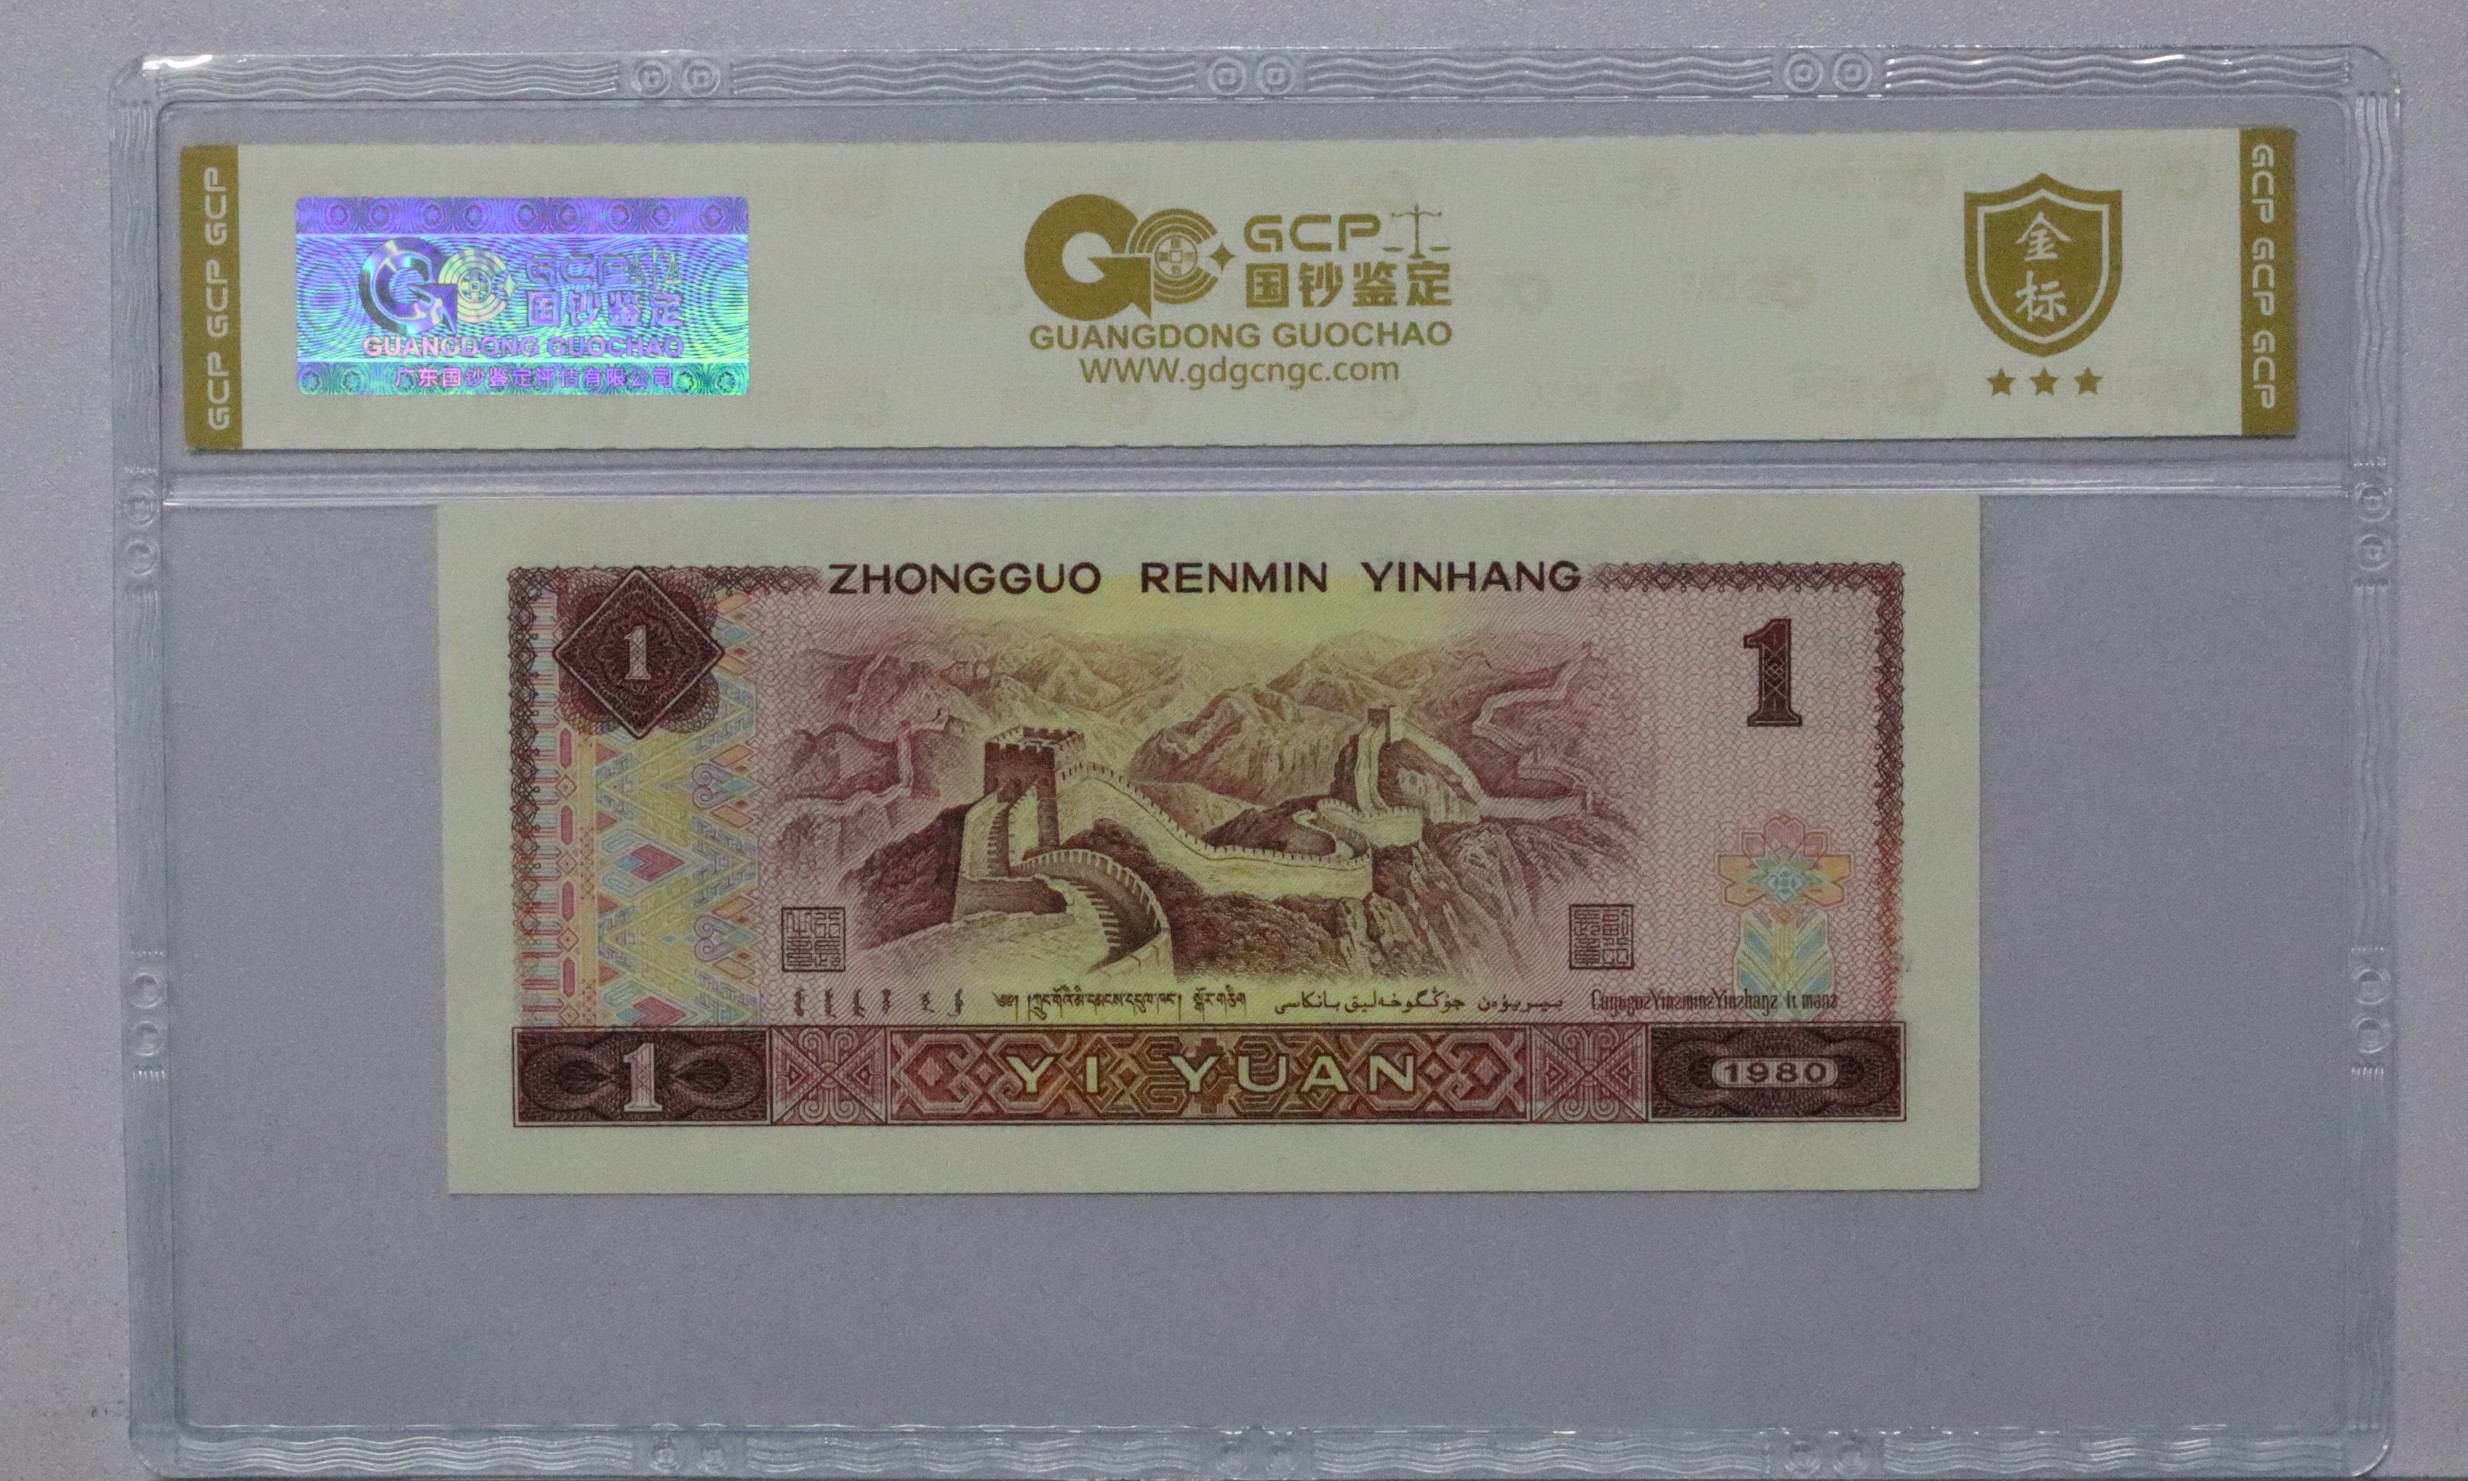 GCP GCP GCP
GCP
国钞鉴定
GUANGDONG GUOCHAO
广东国钞鉴定评估有限公司
GCP
国钞鉴定
GUANGDONG GUOCHAO
WWW.gdgcngc.com
金
标
GCP GCP GCP
ZHONGGUO RENMIN YINHANG
1
1
1
YI YUAN
1980